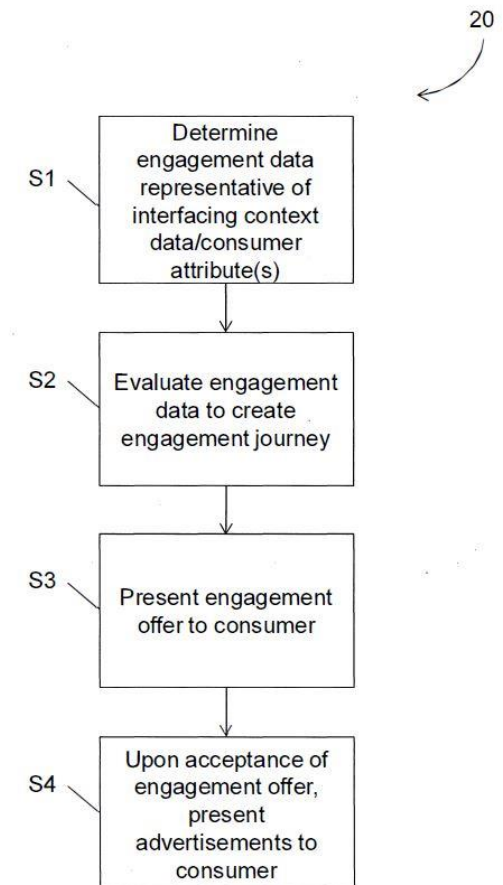 20
S1
Determine
engagement data
representative of
interfacing context
data/consumer
attribute(s)
S2
Evaluate engagement
data to create
engagement journey
S3
Present engagement
offer to consumer
S4
Upon acceptance of
engagement offer,
present
advertisements to
consumer